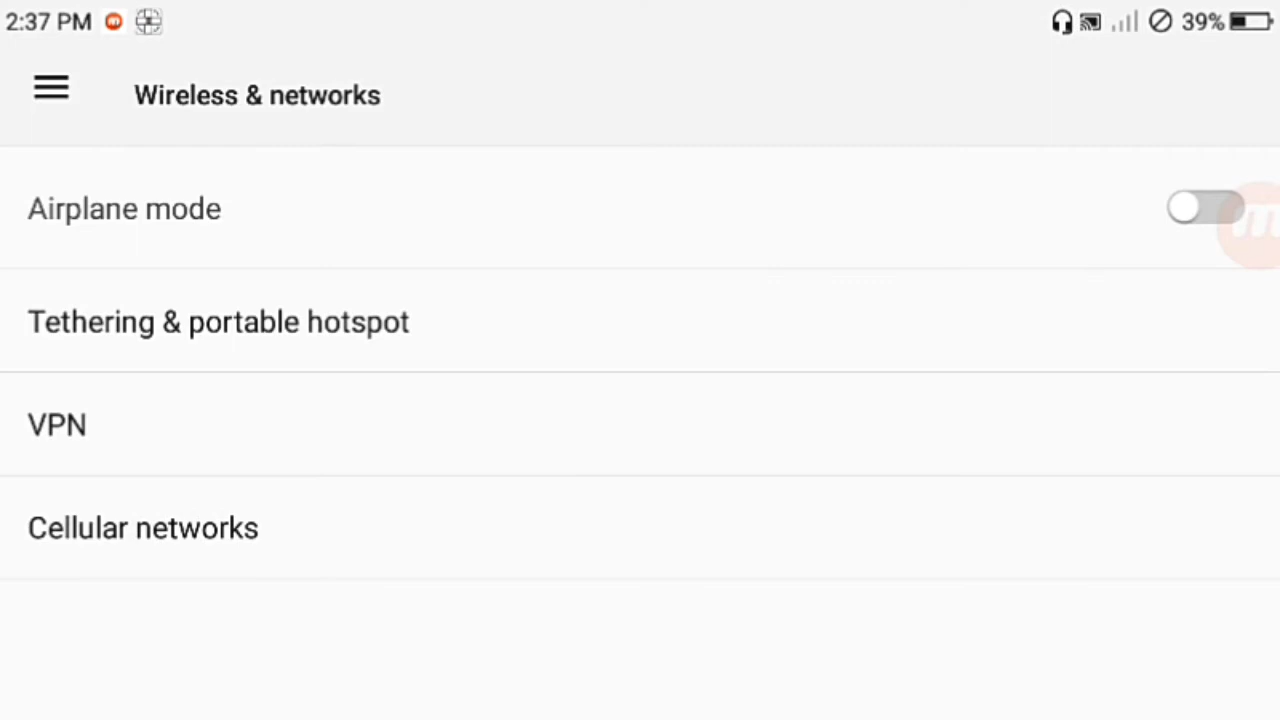 2:37 PM
39%
Wireless & networks
Airplane mode
Tethering & portable hotspot
VPN
Cellular networks